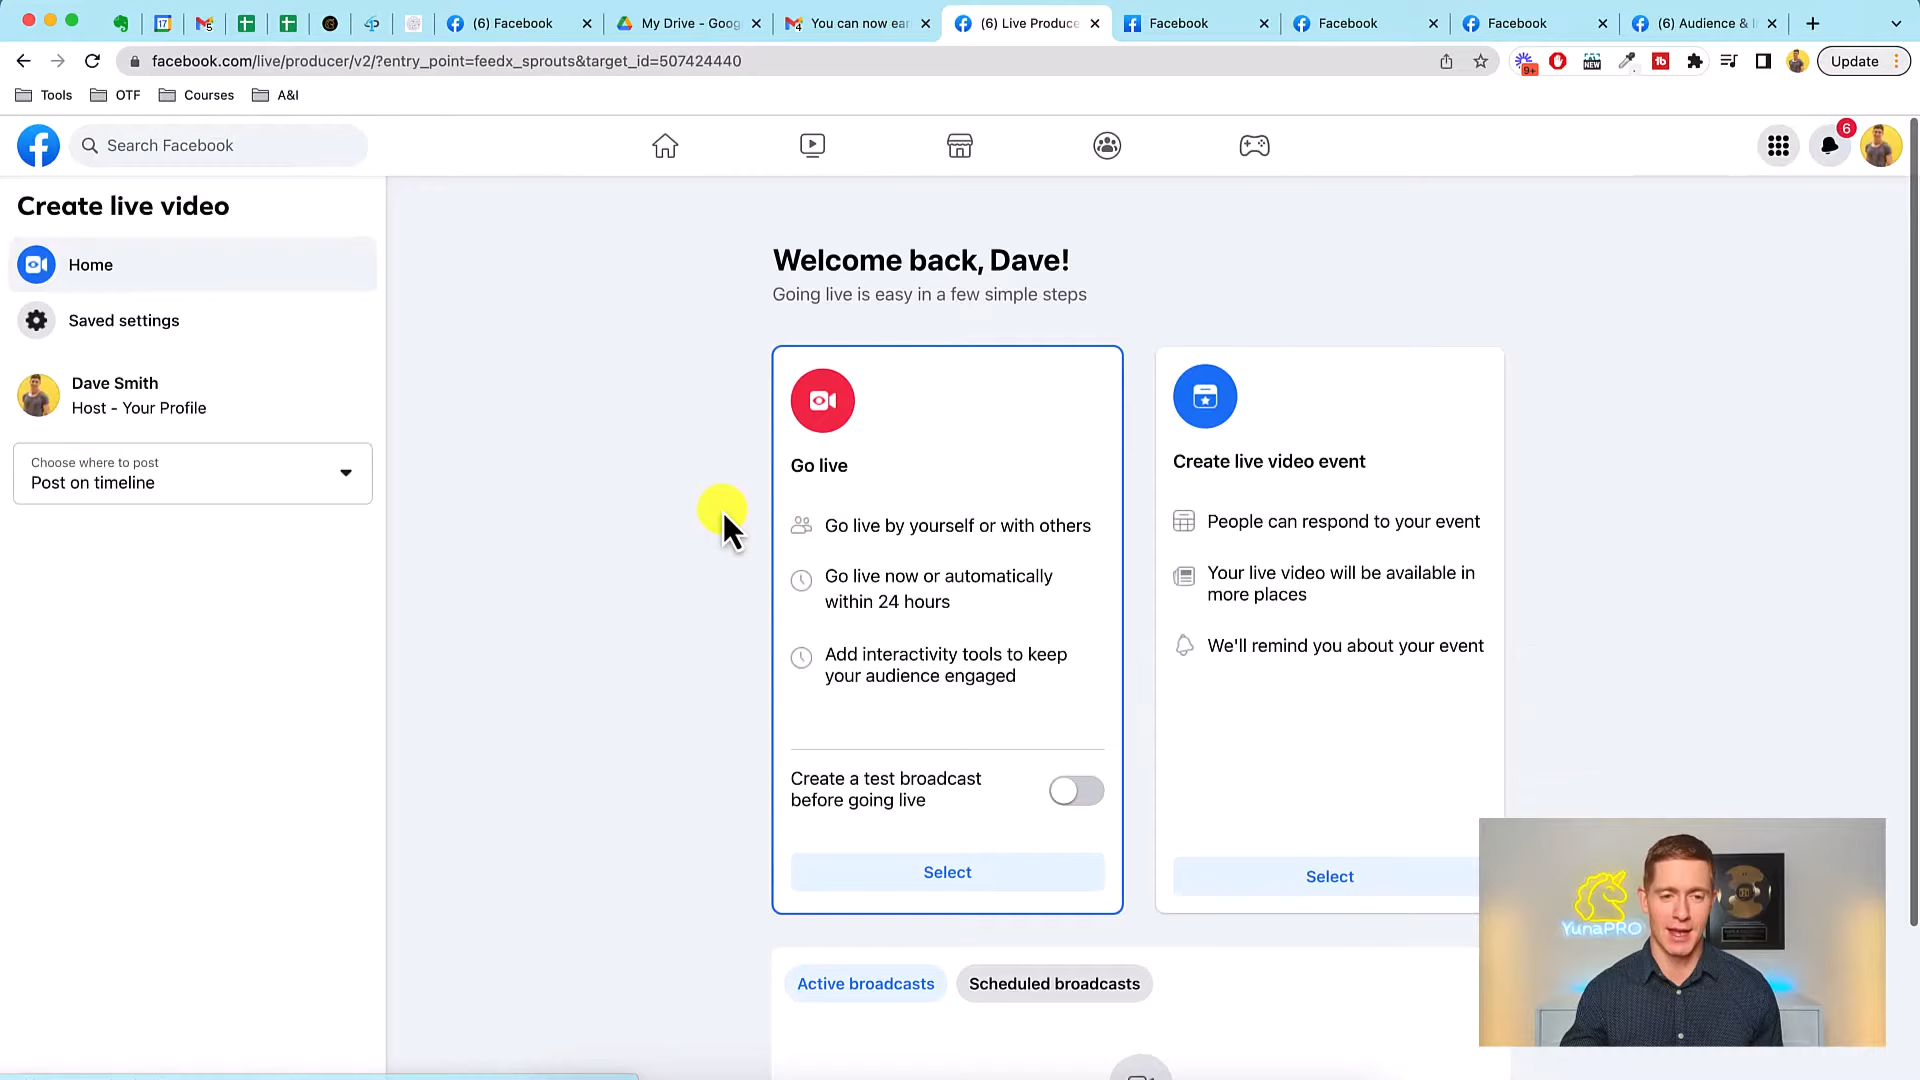 17
5
(6) Facebook
My Drive - Goog
4
You can now ear
(6) Live Produce
Facebook
Facebook
Facebook
(6) Audience & I
facebook.com/live/producer/v2/?entry_point=feedx_sprouts&target_id=507424440
9+
NEW
Update
Tools
OTF
Courses
A&I
Search Facebook
6
Create live video
Home
Saved settings
Dave Smith
Host - Your Profile
Choose where to post
Post on timeline
Welcome back, Dave!
Going live is easy in a few simple steps
Go live
Go live by yourself or with others
Go live now or automatically
within 24 hours
Add interactivity tools to keep
your audience engaged
Create a test broadcast
before going live
Select
Create live video event
People can respond to your event
Your live video will be available in
more places
We'll remind you about your event
Select
Active broadcasts
Scheduled broadcasts
YunaPRO